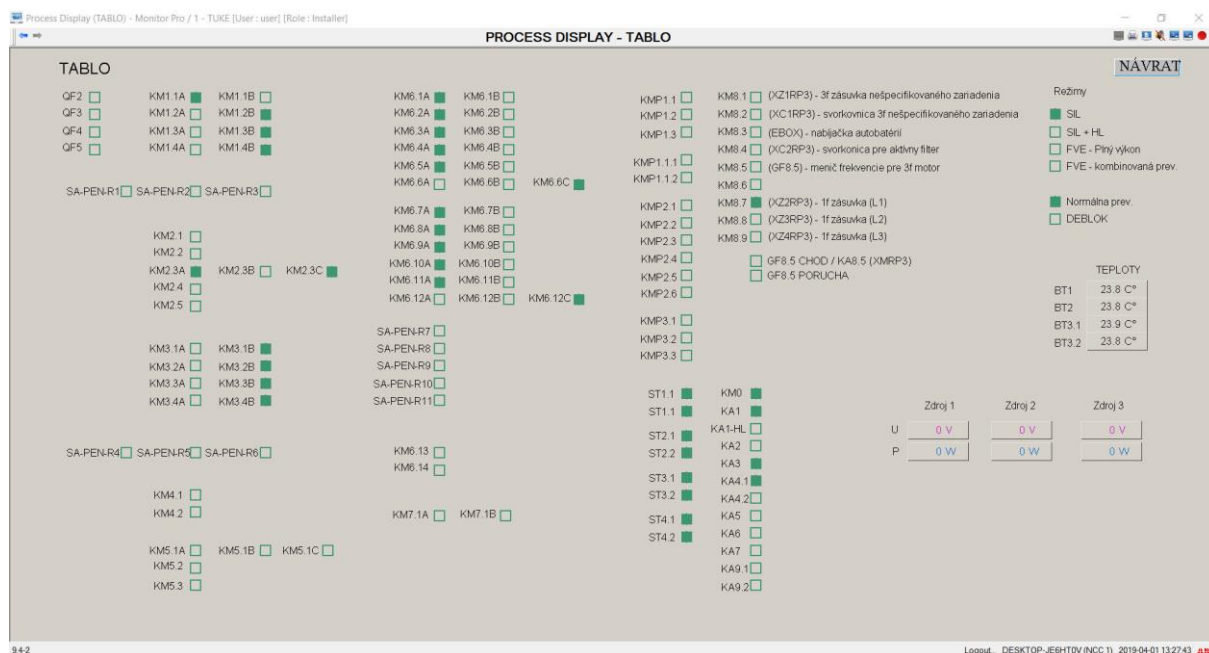 Process Display (TABLO) - Monitor Pro / 1 - TUKE [User : user] [Role : Installer]
PROCESS DISPLAY - TABLO
TABLO
NÁVRAT
QF2
QF3
QF4
QF5
KM1.1A KM1.1B
KM1.2A KM1.2B
KM1.3A KM1.3B
KM1.4A KM1.4B
SA-PEN-R1 SA-PEN-R2 SA-PEN-R3
KM2.1
KM2.2
KM2.3A KM2.3B KM2.3C
KM2.4
KM2.5
KM3.1A KM3.1B
KM3.2A KM3.2B
KM3.3A KM3.3B
KM3.4A KM3.4B
SA-PEN-R4 SA-PEN-R5 SA-PEN-R6
KM4.1
KM4.2
KM5.1A KM5.1B KM5.1C
KM5.2
KM5.3
KM6.1A KM6.1B
KM6.2A KM6.2B
KM6.3A KM6.3B
KM6.4A KM6.4B
KM6.5A KM6.5B
KM6.6A KM6.6B KM6.6C
KM6.7A KM6.7B
KM6.8A KM6.8B
KM6.9A KM6.9B
KM6.10A KM6.10B
KM6.11A KM6.11B
KM6.12A KM6.12B KM6.12C
SA-PEN-R7
SA-PEN-R8
SA-PEN-R9
SA-PEN-R10
SA-PEN-R11
KM6.13
KM6.14
KM7.1A KM7.1B
KMP1.1
KMP1.2
KMP1.3
KMP1.1.1
KMP1.1.2
KMP2.1
KMP2.2
KMP2.3
KMP2.4
KMP2.5
KMP2.6
KMP3.1
KMP3.2
KMP3.3
ST1.1
ST1.1
ST2.1
ST2.2
ST3.1
ST3.2
ST4.1
ST4.2
KM8.1 (XZ1RP3) - 3f zásuvka nešpecifikovaného zariadenia
KM8.2 (XC1RP3) - svorkovnica 3f nešpecifikovaného zariadenia
KM8.3 (EBOX) - nabíjačka autobatérií
KM8.4 (XC2RP3) - svorkonica pre aktívny filter
KM8.5 (GF8.5) - menič frekvencie pre 3f motor
KM8.6
KM8.7 (XZ2RP3) - 1f zásuvka (L1)
KM8.8 (XZ3RP3) - 1f zásuvka (L2)
KM8.9 (XZ4RP3) - 1f zásuvka (L3)
GF8.5 CHOD / KA8.5 (XMRP3)
GF8.5 PORUCHA
KM0
KA1
KA1-HL
KA2
KA3
KA4.1
KA4.2
KA5
KA6
KA7
KA9.1
KA9.2
Režimy
SIL
SIL + HL
FVE - Plný výkon
FVE - kombinovaná prev.
Normálna prev.
DEBLOK
TEPLOTY
BT1 23.8 C°
BT2 23.8 C°
BT3.1 23.9 C°
BT3.2 23.8 C°
Zdroj 1 Zdroj 2 Zdroj 3
U 0 V 0 V 0 V
P 0 W 0 W 0 W
9.4-2
Logout... DESKTOP-JE6HT0V (NCC 1) 2019-04-01 13:27:43